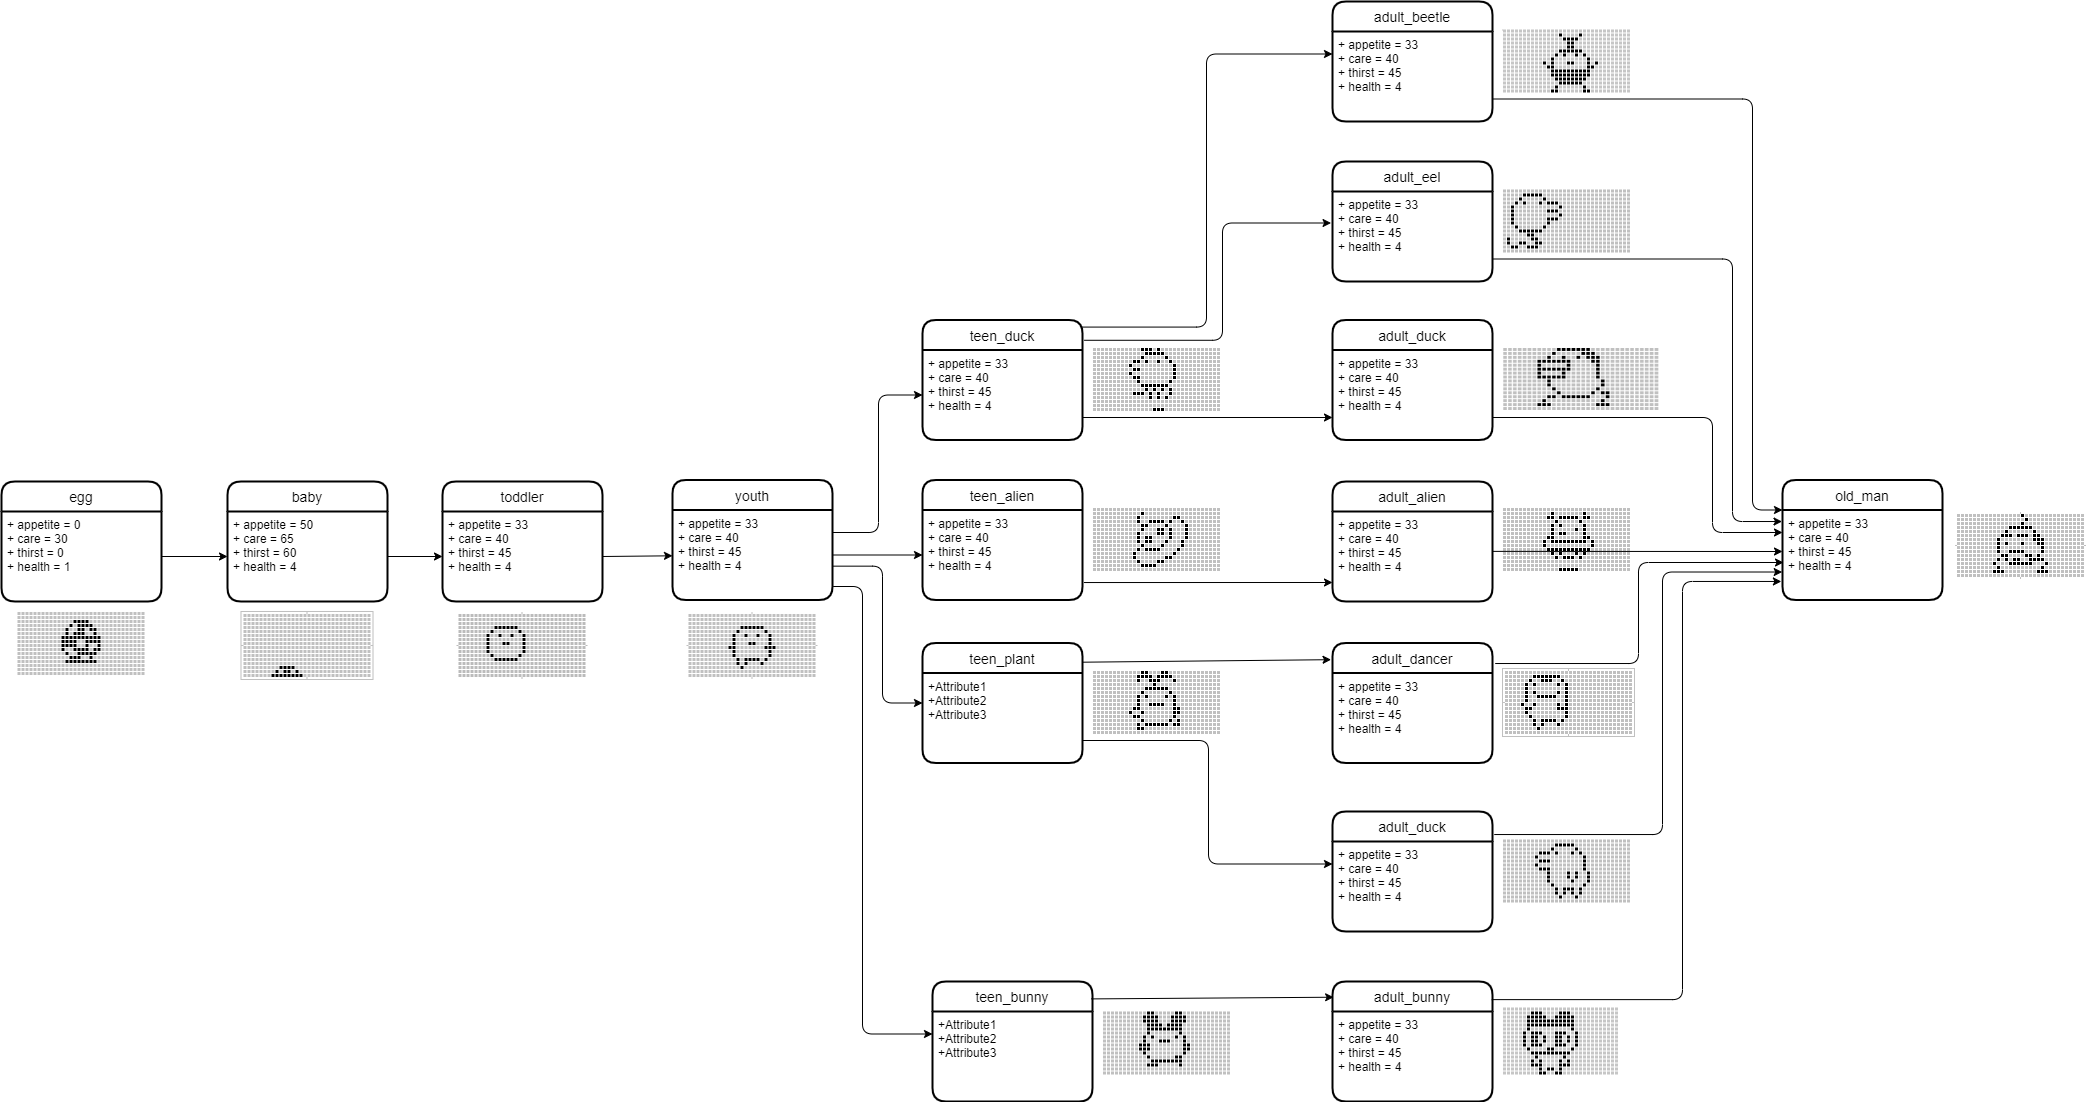 egg
+ appetite = 0
+ care = 30
+ thirst = 0
+ health = 1
baby
+ appetite = 50
+ care = 65
+ thirst = 60
+ health = 4
toddler
+ appetite = 33
+ care = 40
+ thirst = 45
+ health = 4
youth
+ appetite = 33
+ care = 40
+ thirst = 45
+ health = 4
teen_duck
+ appetite = 33
+ care = 40
+ thirst = 45
+ health = 4
teen_alien
+ appetite = 33
+ care = 40
+ thirst = 45
+ health = 4
teen_plant
+Attribute1
+Attribute2
+Attribute3
teen_bunny
+Attribute1
+Attribute2
+Attribute3
adult_beetle
+ appetite = 33
+ care = 40
+ thirst = 45
+ health = 4
adult_eel
+ appetite = 33
+ care = 40
+ thirst = 45
+ health = 4
adult_duck
+ appetite = 33
+ care = 40
+ thirst = 45
+ health = 4
adult_alien
+ appetite = 33
+ care = 40
+ thirst = 45
+ health = 4
adult_dancer
+ appetite = 33
+ care = 40
+ thirst = 45
+ health = 4
adult_duck
+ appetite = 33
+ care = 40
+ thirst = 45
+ health = 4
adult_bunny
+ appetite = 33
+ care = 40
+ thirst = 45
+ health = 4
old_man
+ appetite = 33
+ care = 40
+ thirst = 45
+ health = 4